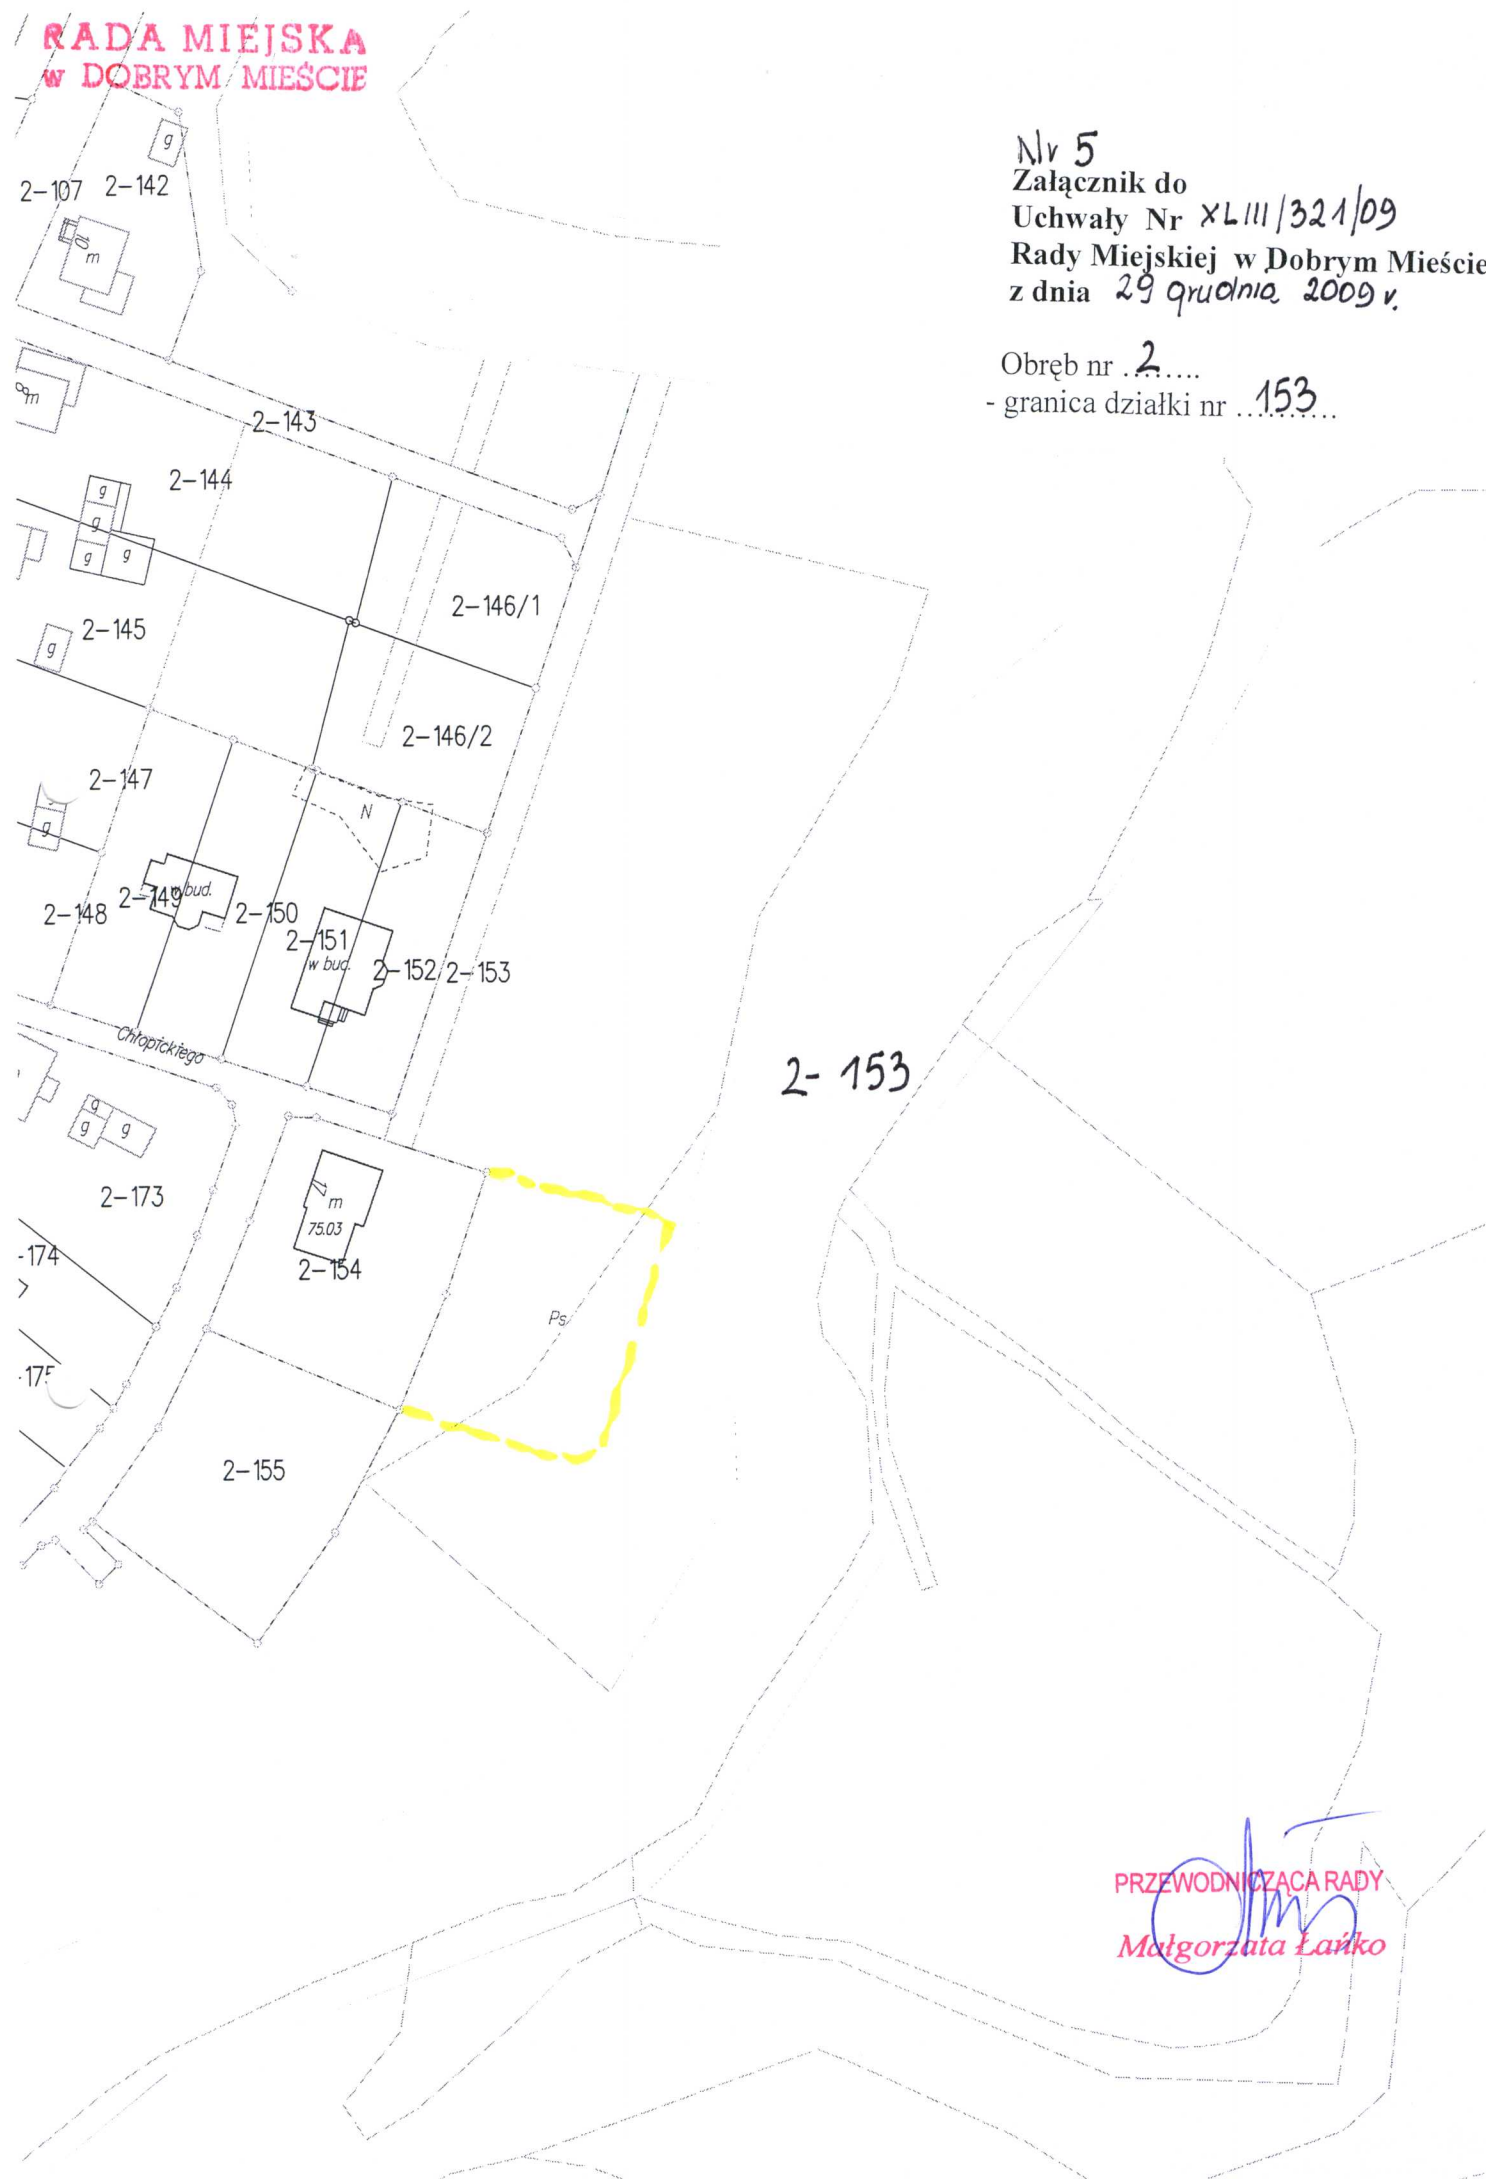 RADA MIEJSKA
w DOBRYM MIEŚCIE
Nr 5
Załącznik do
Uchwały Nr XLIII/321/09
Rady Miejskiej w Dobrym Mieście
z dnia 29 grudnia 2009 r.
Obręb nr ..2.....
- granica działki nr ...153.......
g
2-107 2-142
10
m
m
2-143
2-144
g
g
g g
2-146/1
2-145
g
2-146/2
2-147
N
g
w bud.
2-149
2-148
2-150
2-151
w bud.
2-152 2-153
Chłopickiego
2-153
g
g g
2-173
m
75.03
2-154
-174
Ps
2-155
PRZEWODNICZĄCA RADY
Małgorzata Łańko